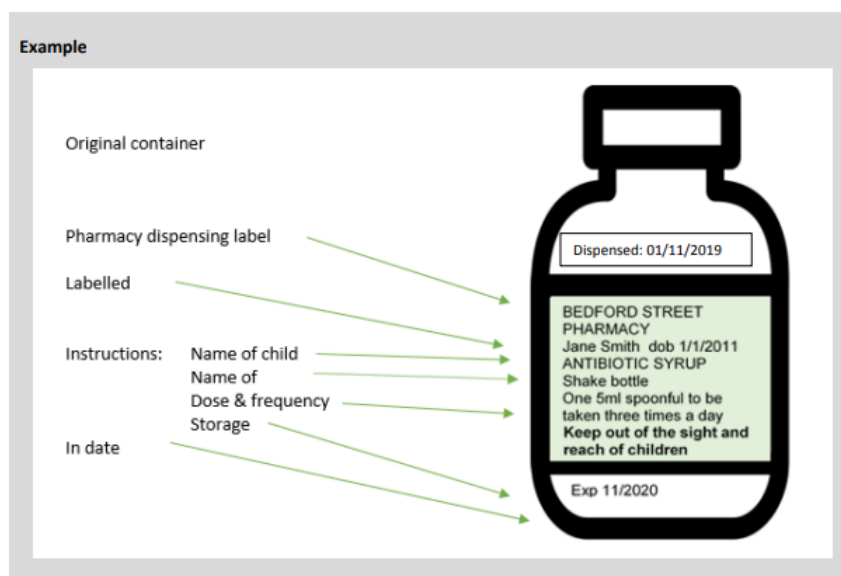 Example
Original container
Pharmacy dispensing label
Labelled
Instructions: Name of child
Name of
Dose & frequency
Storage
In date
Dispensed: 01/11/2019
BEDFORD STREET
PHARMACY
Jane Smith dob 1/1/2011
ANTIBIOTIC SYRUP
Shake bottle
One 5ml spoonful to be
taken three times a day
Keep out of the sight and
reach of children
Exp 11/2020